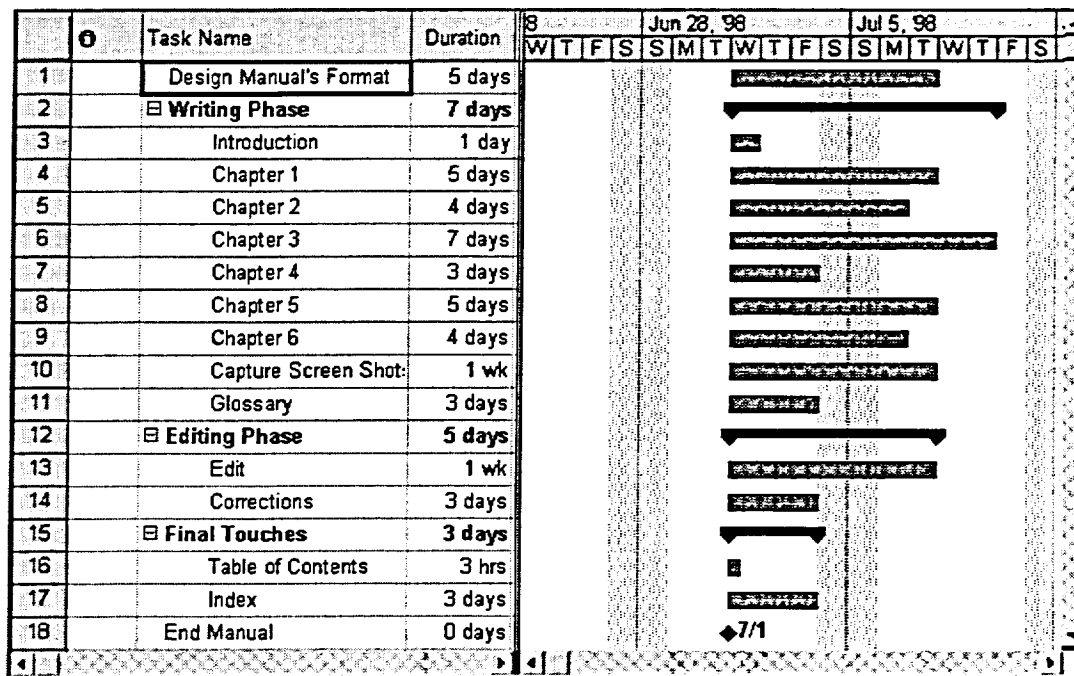 8 Jun 28, 98 Jul 5, 98
Task Name Duration W T F S S M T W T F S S M T W T F S
1 Design Manual's Format 5 days
2 Writing Phase 7 days
3 Introduction 1 day
4 Chapter 1 5 days
5 Chapter 2 4 days
6 Chapter 3 7 days
7 Chapter 4 3 days
8 Chapter 5 5 days
9 Chapter 6 4 days
10 Capture Screen Shot: 1 wk
11 Glossary 3 days
12 Editing Phase 5 days
13 Edit 1 wk
14 Corrections 3 days
15 Final Touches 3 days
16 Table of Contents 3 hrs
17 Index 3 days
18 End Manual 0 days 7/1